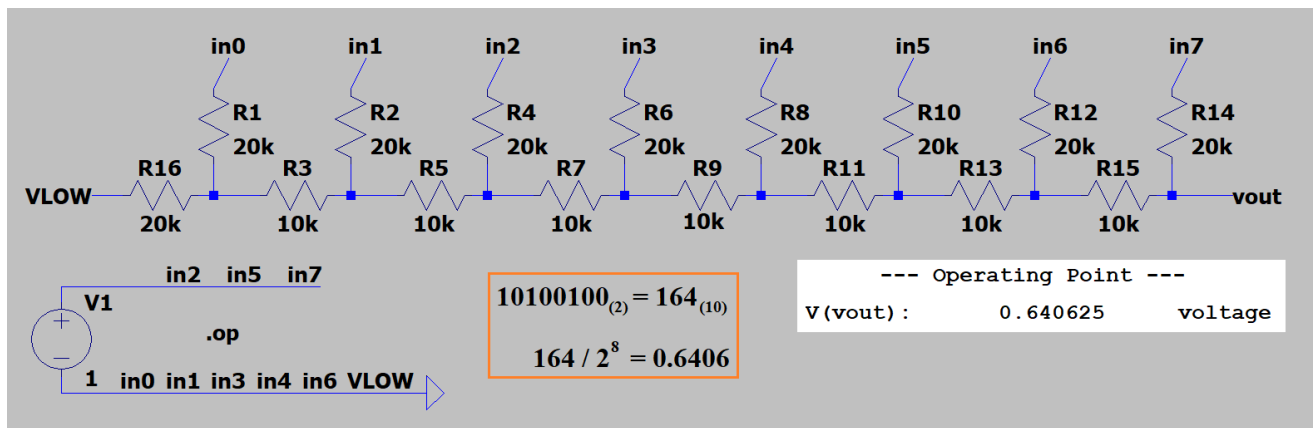 in0 in1 in2 in3 in4 in5 in6 in7
R1 R2 R4 R6 R8 R10 R12 R14
20k 20k 20k 20k 20k 20k 20k 20k
R16 R3 R5 R7 R9 R11 R13 R15
VLOW vout
20k 10k 10k 10k 10k 10k 10k 10k
in2 in5 in7
V1
.op
1 in0 in1 in3 in4 in6 VLOW
10100100(2) = 164(10)
164 / 2^8 = 0.6406
--- Operating Point ---
V(vout): 0.640625 voltage